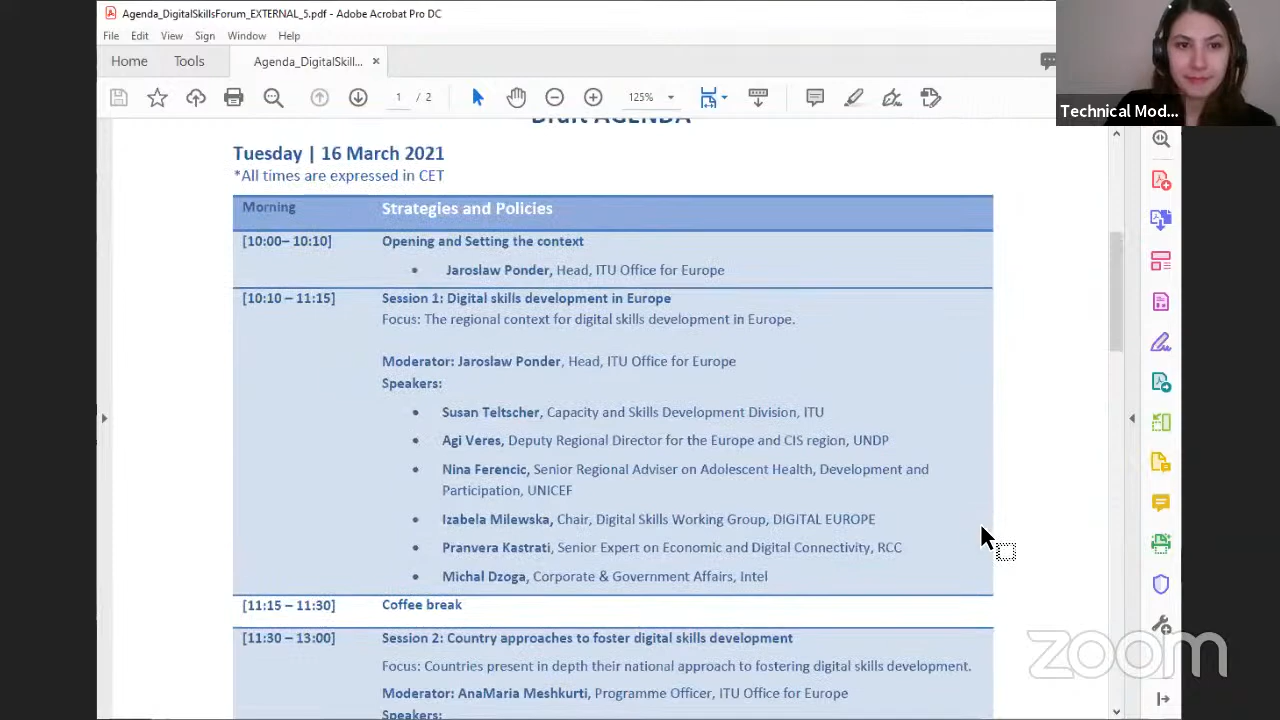 Agenda_DigitalSkillsForum_EXTERNAL_5.pdf - Adobe Acrobat Pro DC
File Edit View Window Help
Home Tools Agenda_DigitalSkill... ×
1 / 2 125%
Technical Mod...
Draft AGENDA
Tuesday | 16 March 2021
*All times are expressed in CET
Morning Strategies and Policies
[10:00– 10:10] Opening and Setting the context
• Jaroslaw Ponder, Head, ITU Office for Europe
[10:10 – 11:15] Session 1: Digital skills development in Europe
Focus: The regional context for digital skills development in Europe.
Moderator: Jaroslaw Ponder, Head, ITU Office for Europe
Speakers:
• Susan Teltscher, Capacity and Skills Development Division, ITU
• Agi Veres, Deputy Regional Director for the Europe and CIS region, UNDP
• Nina Ferencic, Senior Regional Adviser on Adolescent Health, Development and
Participation, UNICEF
• Izabela Milewska, Chair, Digital Skills Working Group, DIGITAL EUROPE
• Pranvera Kastrati, Senior Expert on Economic and Digital Connectivity, RCC
• Michal Dzoga, Corporate & Government Affairs, Intel
[11:15 – 11:30] Coffee break
[11:30 – 13:00] Session 2: Country approaches to foster digital skills development
Focus: Countries present in depth their national approach to fostering digital skills development.
Moderator: AnaMaria Meshkurti, Programme Officer, ITU Office for Europe
Speakers:
zoom